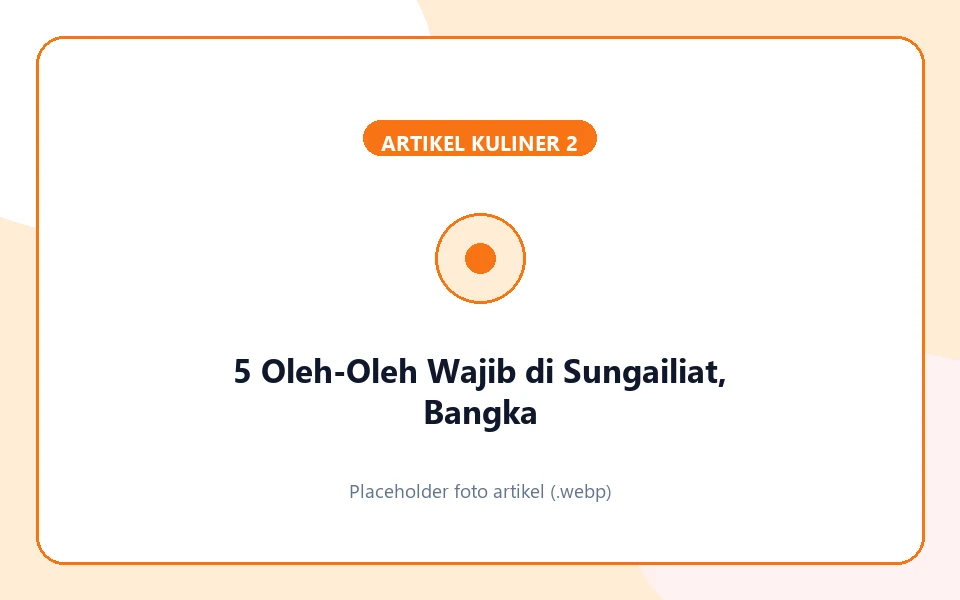 ARTIKEL KULINER 2
5 Oleh-Oleh Wajib di Sungailiat,
Bangka
Placeholder foto artikel (.webp)